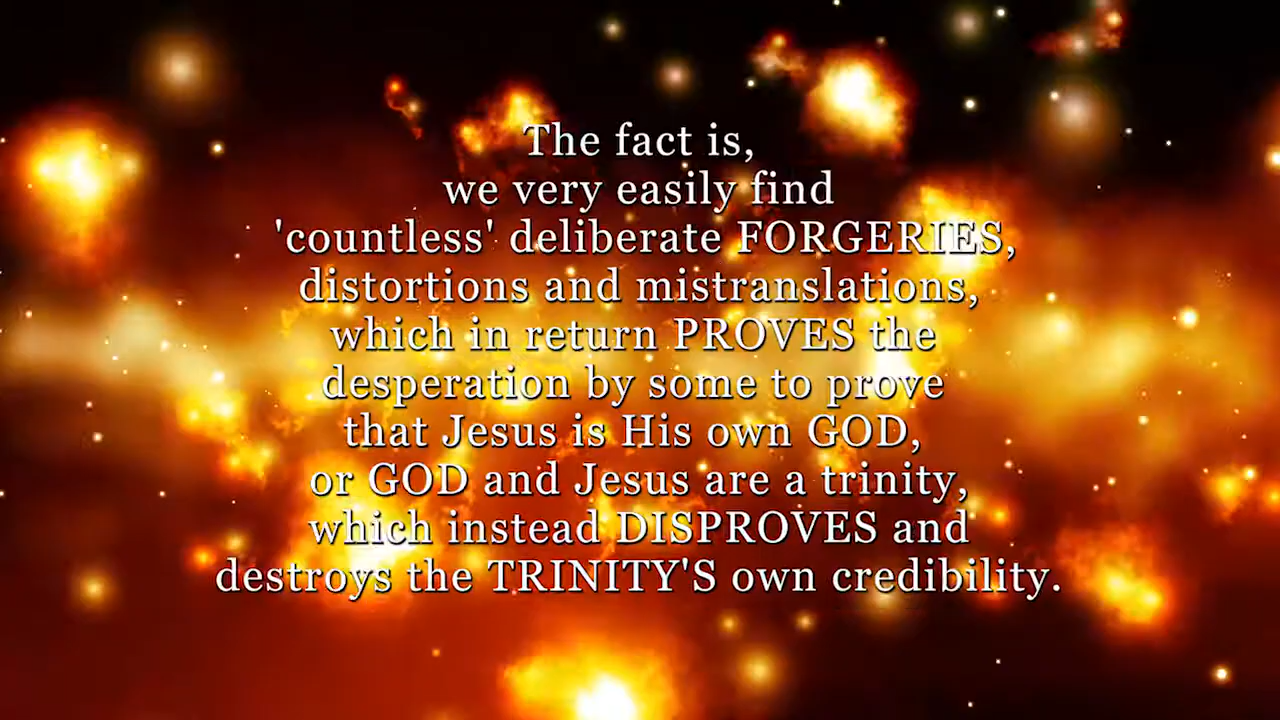 The fact is,
we very easily find
'countless' deliberate FORGERIES,
distortions and mistranslations,
which in return PROVES the
desperation by some to prove
that Jesus is His own GOD,
or GOD and Jesus are a trinity,
which instead DISPROVES and
destroys the TRINITY'S own credibility.